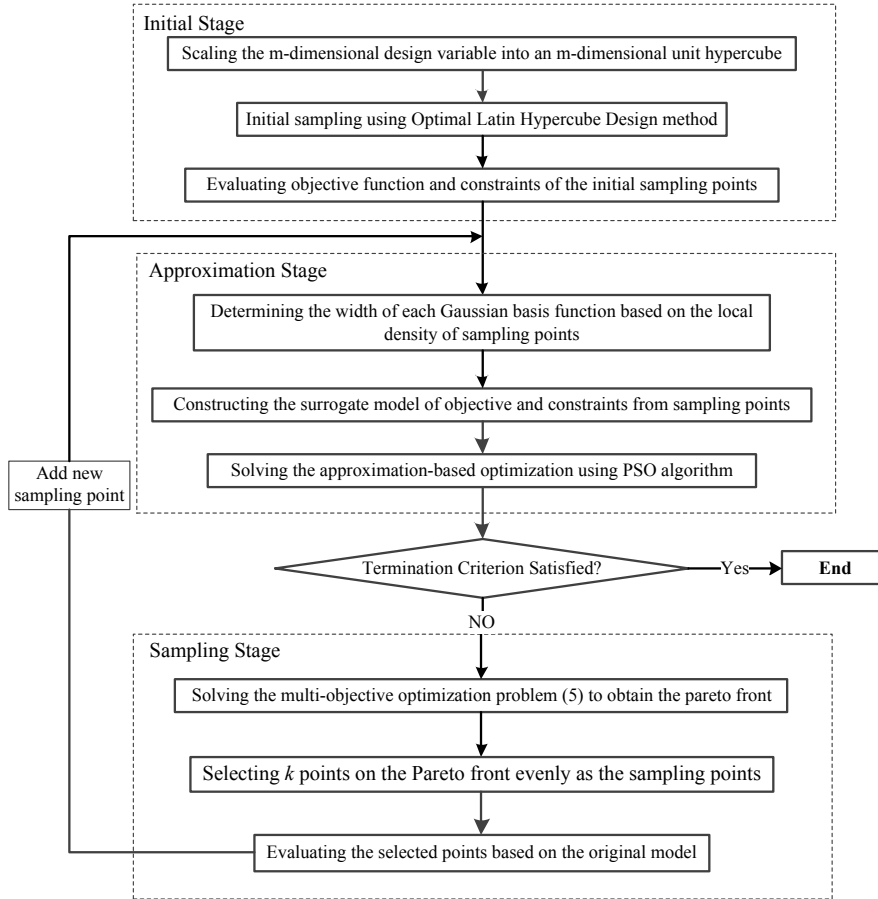 Initial Stage
Scaling the m-dimensional design variable into an m-dimensional unit hypercube
Initial sampling using Optimal Latin Hypercube Design method
Evaluating objective function and constraints of the initial sampling points
Approximation Stage
Determining the width of each Gaussian basis function based on the local
density of sampling points
Constructing the surrogate model of objective and constraints from sampling points
Solving the approximation-based optimization using PSO algorithm
Add new
sampling point
Termination Criterion Satisfied?
Yes
End
NO
Sampling Stage
Solving the multi-objective optimization problem (5) to obtain the pareto front
Selecting k points on the Pareto front evenly as the sampling points
Evaluating the selected points based on the original model